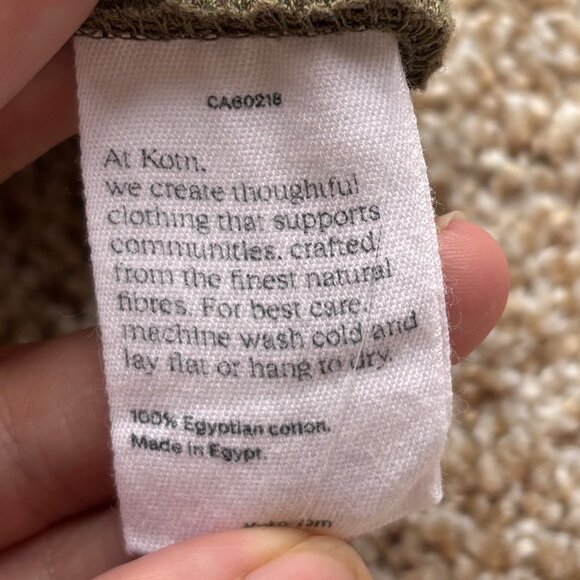 CA60218
At Kotn,
we create thoughtful
clothing that supports
communities, crafted
from the finest natural
fibres. For best care,
machine wash cold and
lay flat or hang to dry.
100% Egyptian cotton.
Made in Egypt.